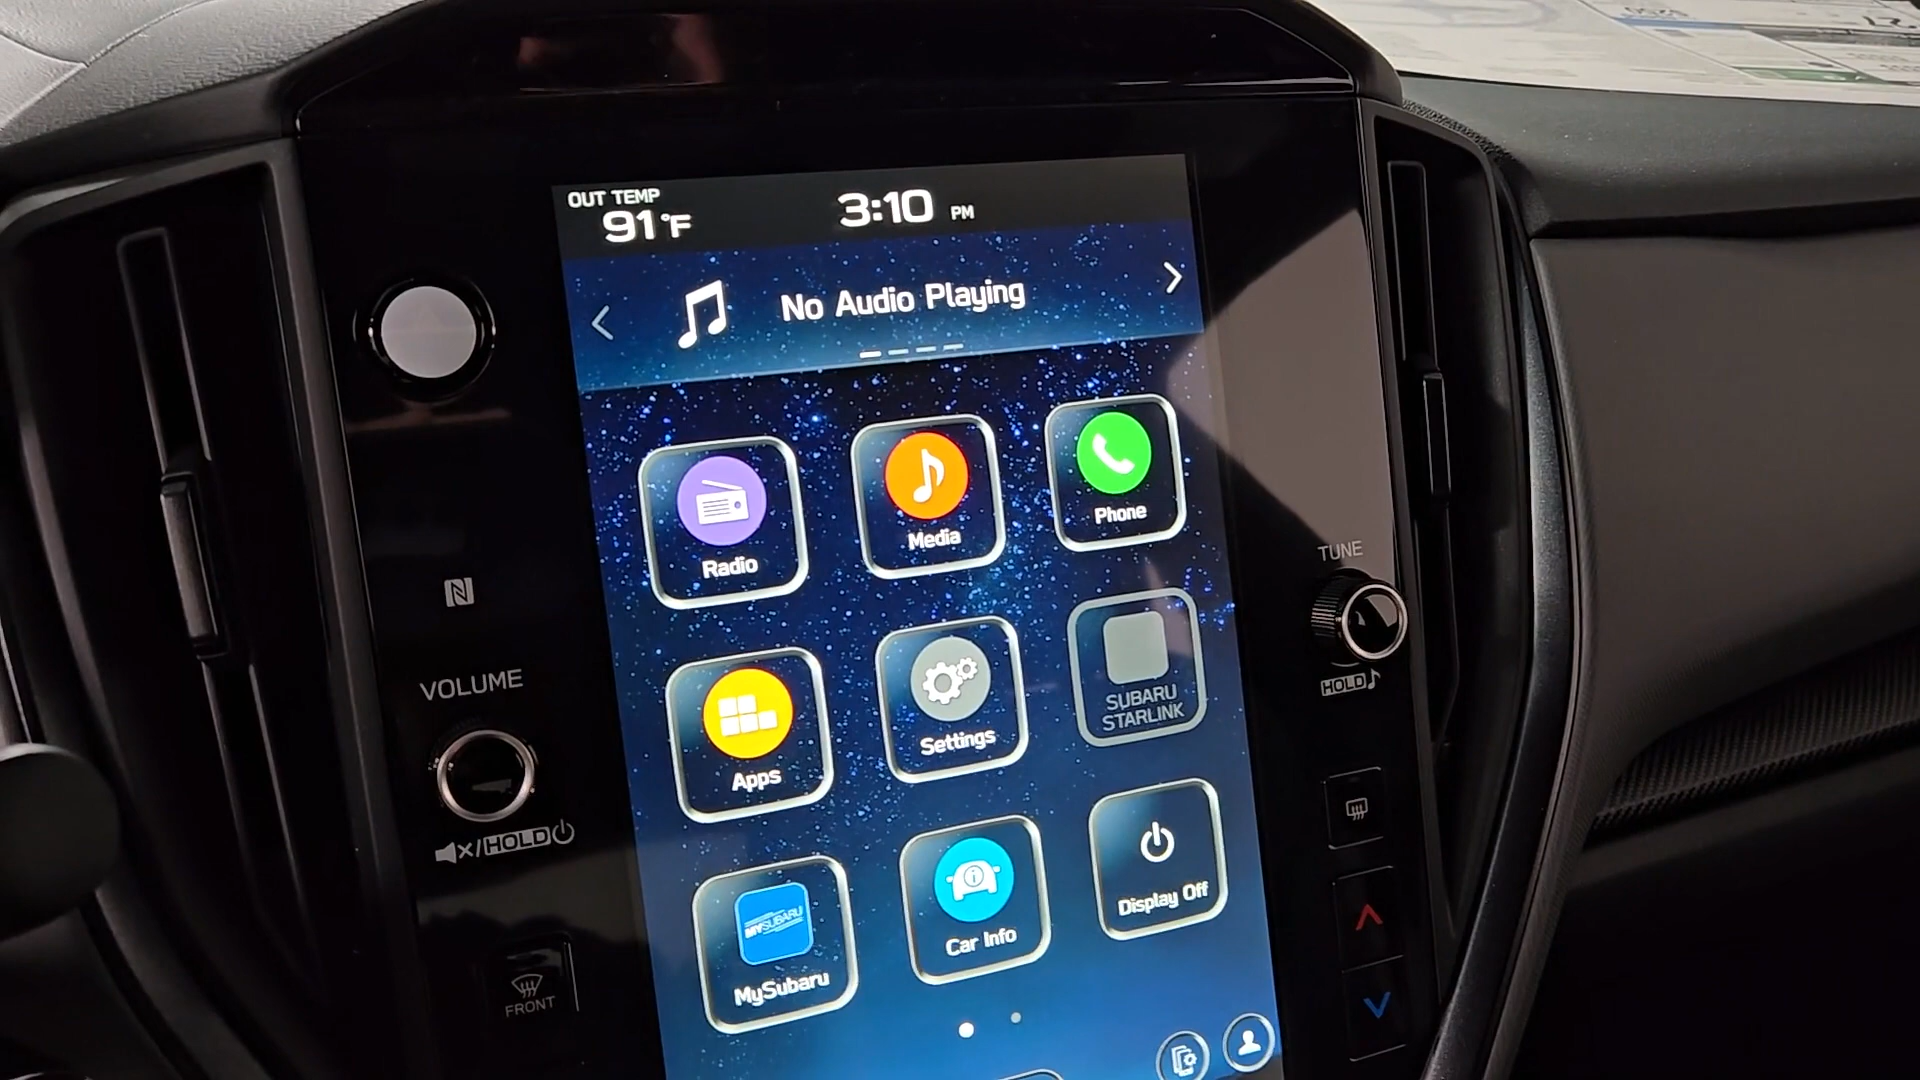 OUT TEMP
91°F
3:10 PM
No Audio Playing
Radio
Media
Phone
TUNE
HOLD
VOLUME
Apps
Settings
SUBARU
STARLINK
/HOLD
MYSUBARU
MySubaru
Car Info
Display Off
FRONT